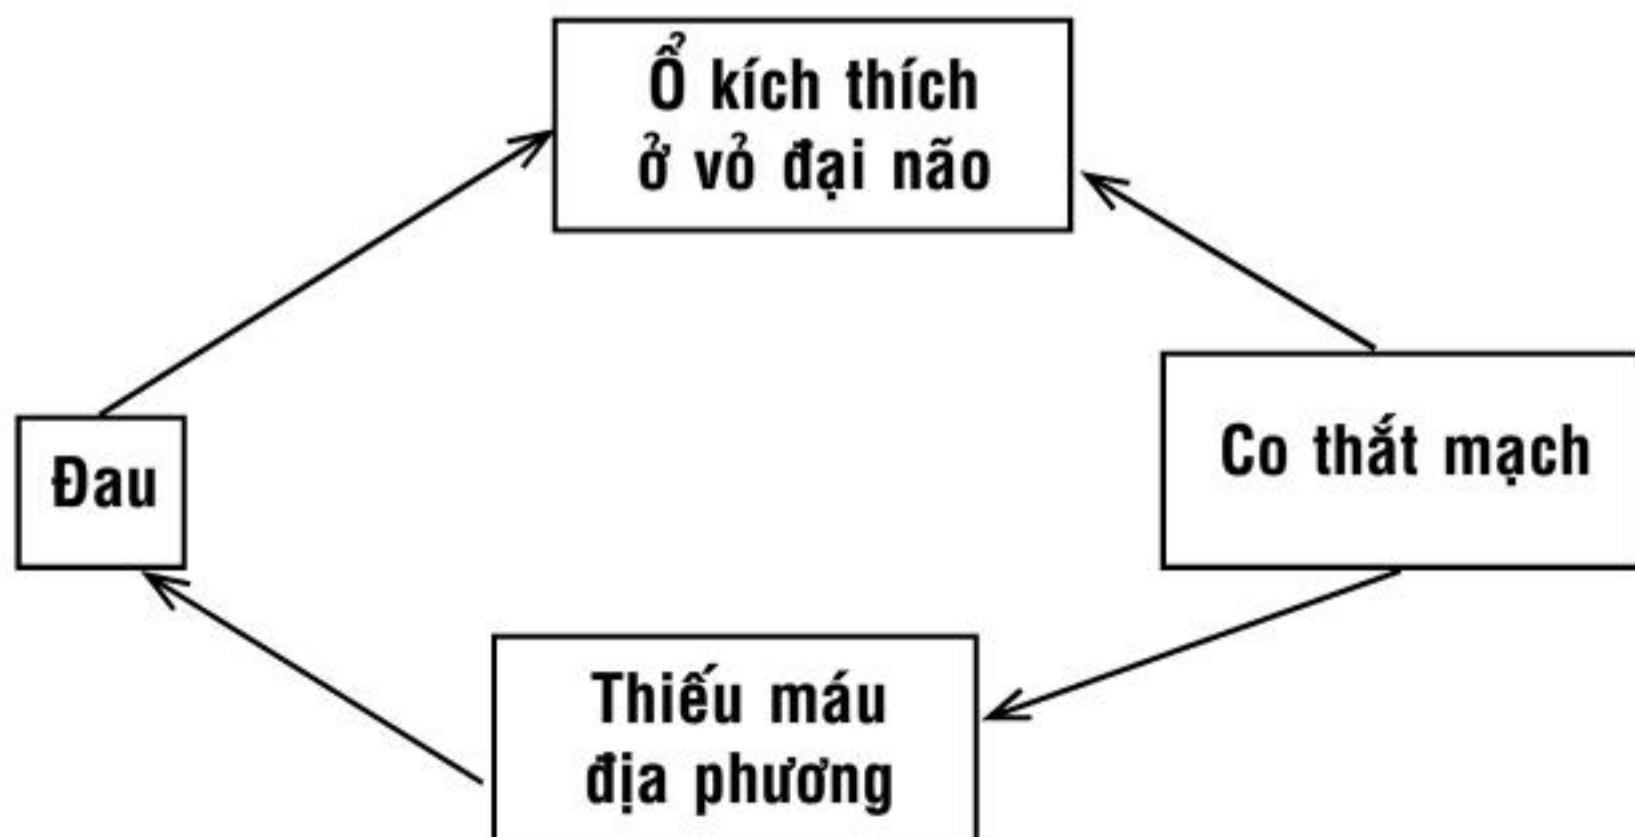 Ổ kích thích
ở vỏ đại não
Co thắt mạch
Đau
Thiếu máu
địa phương